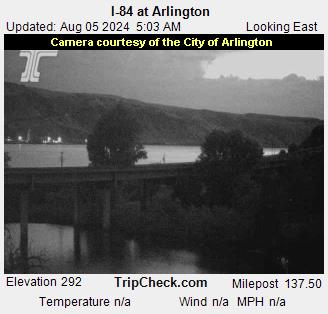 I-84 at Arlington
Updated: Aug 05 2024 5:03 AM Looking East
Camera courtesy of the City of Arlington
Elevation 292 TripCheck.com Milepost 137.50
Temperature n/a Wind n/a MPH n/a